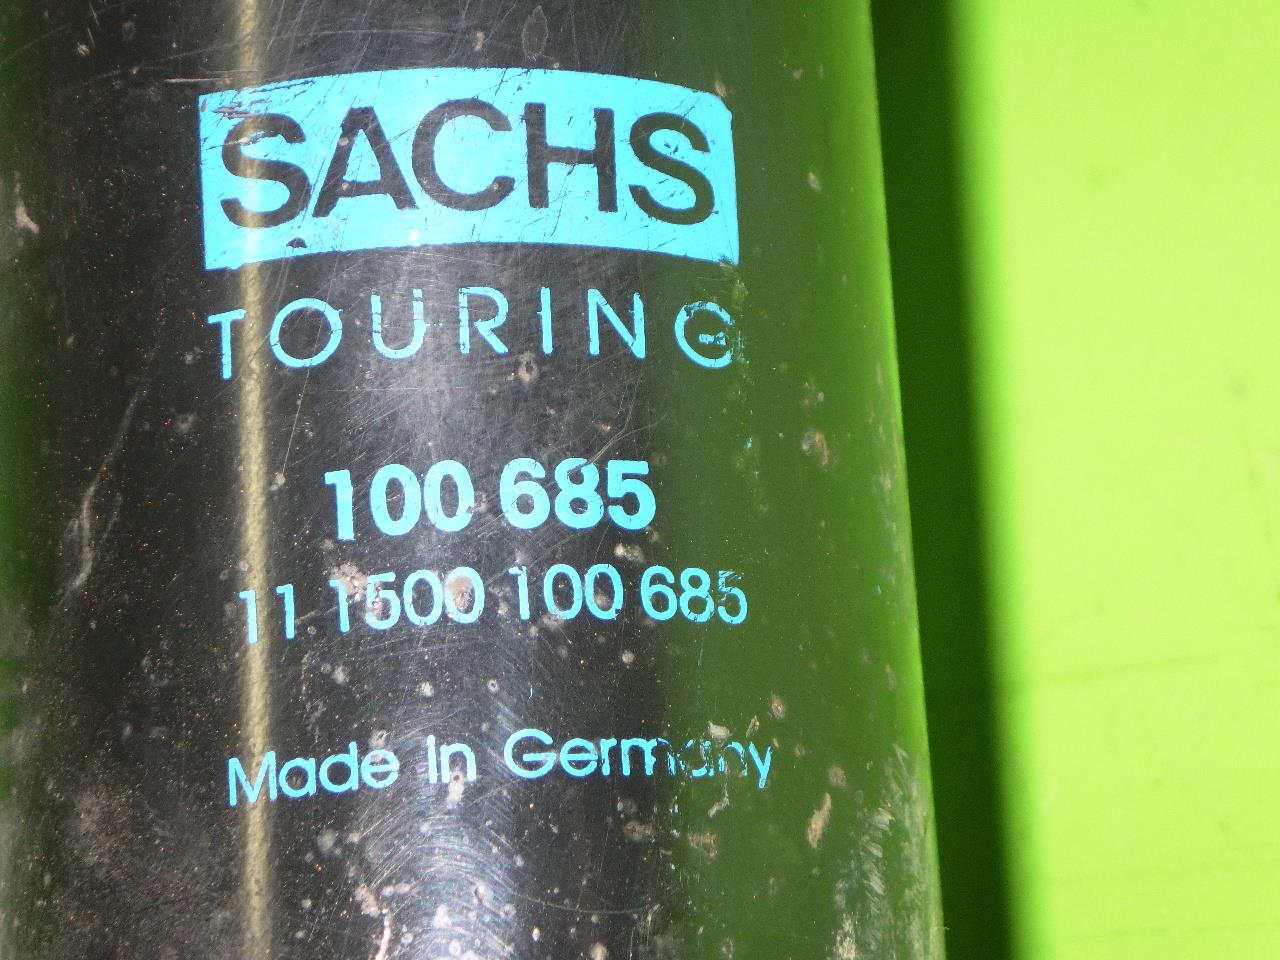 SACHS
TOURING
100 685
11 1500 100 685
Made In Germany